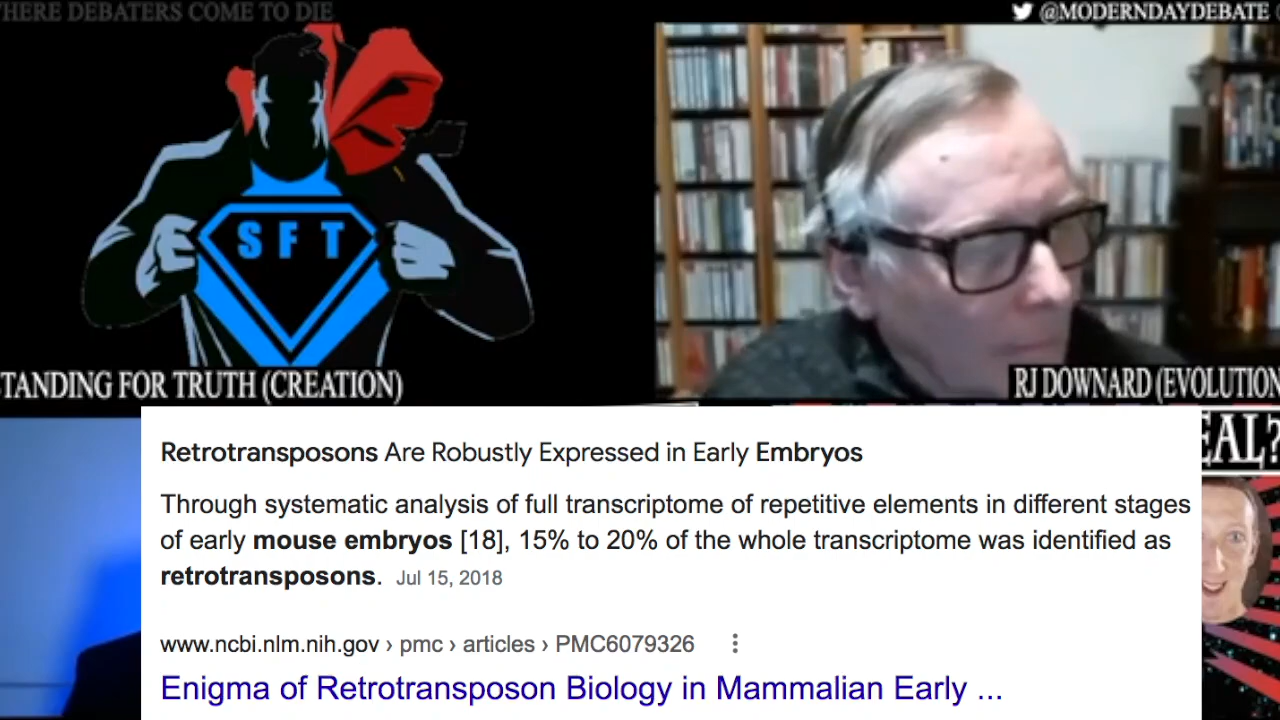 HERE DEBATERS COME TO DIE
@MODERNDAYDEBATE
SFT
STANDING FOR TRUTH (CREATION)
RJ DOWNARD (EVOLUTION
EAL?
Retrotransposons Are Robustly Expressed in Early Embryos
Through systematic analysis of full transcriptome of repetitive elements in different stages
of early mouse embryos [18], 15% to 20% of the whole transcriptome was identified as
retrotransposons. Jul 15, 2018
www.ncbi.nlm.nih.gov › pmc › articles › PMC6079326
Enigma of Retrotransposon Biology in Mammalian Early ...